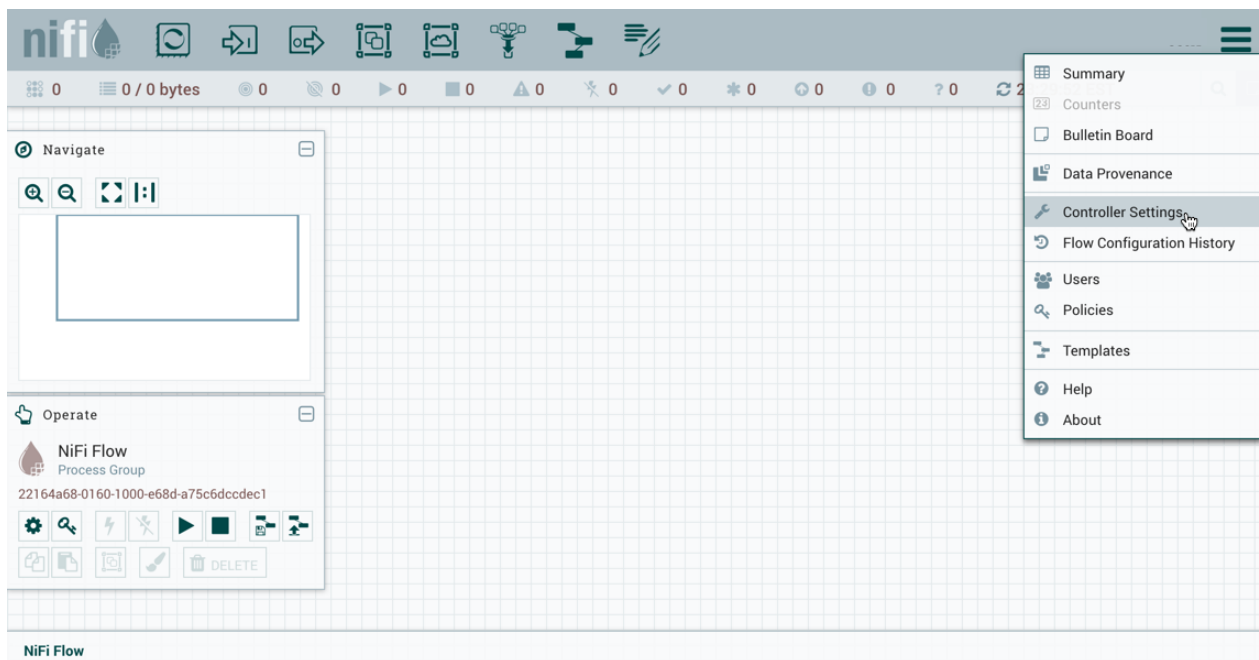 nifi
0 0 / 0 bytes 0 0 0 0 0 0 0 0 0 0 ? 0
Summary
Counters
Bulletin Board
Data Provenance
Controller Settings
Flow Configuration History
Users
Policies
Templates
Help
About
Navigate
Operate
NiFi Flow
Process Group
22164a68-0160-1000-e68d-a75c6dccdec1
DELETE
NiFi Flow